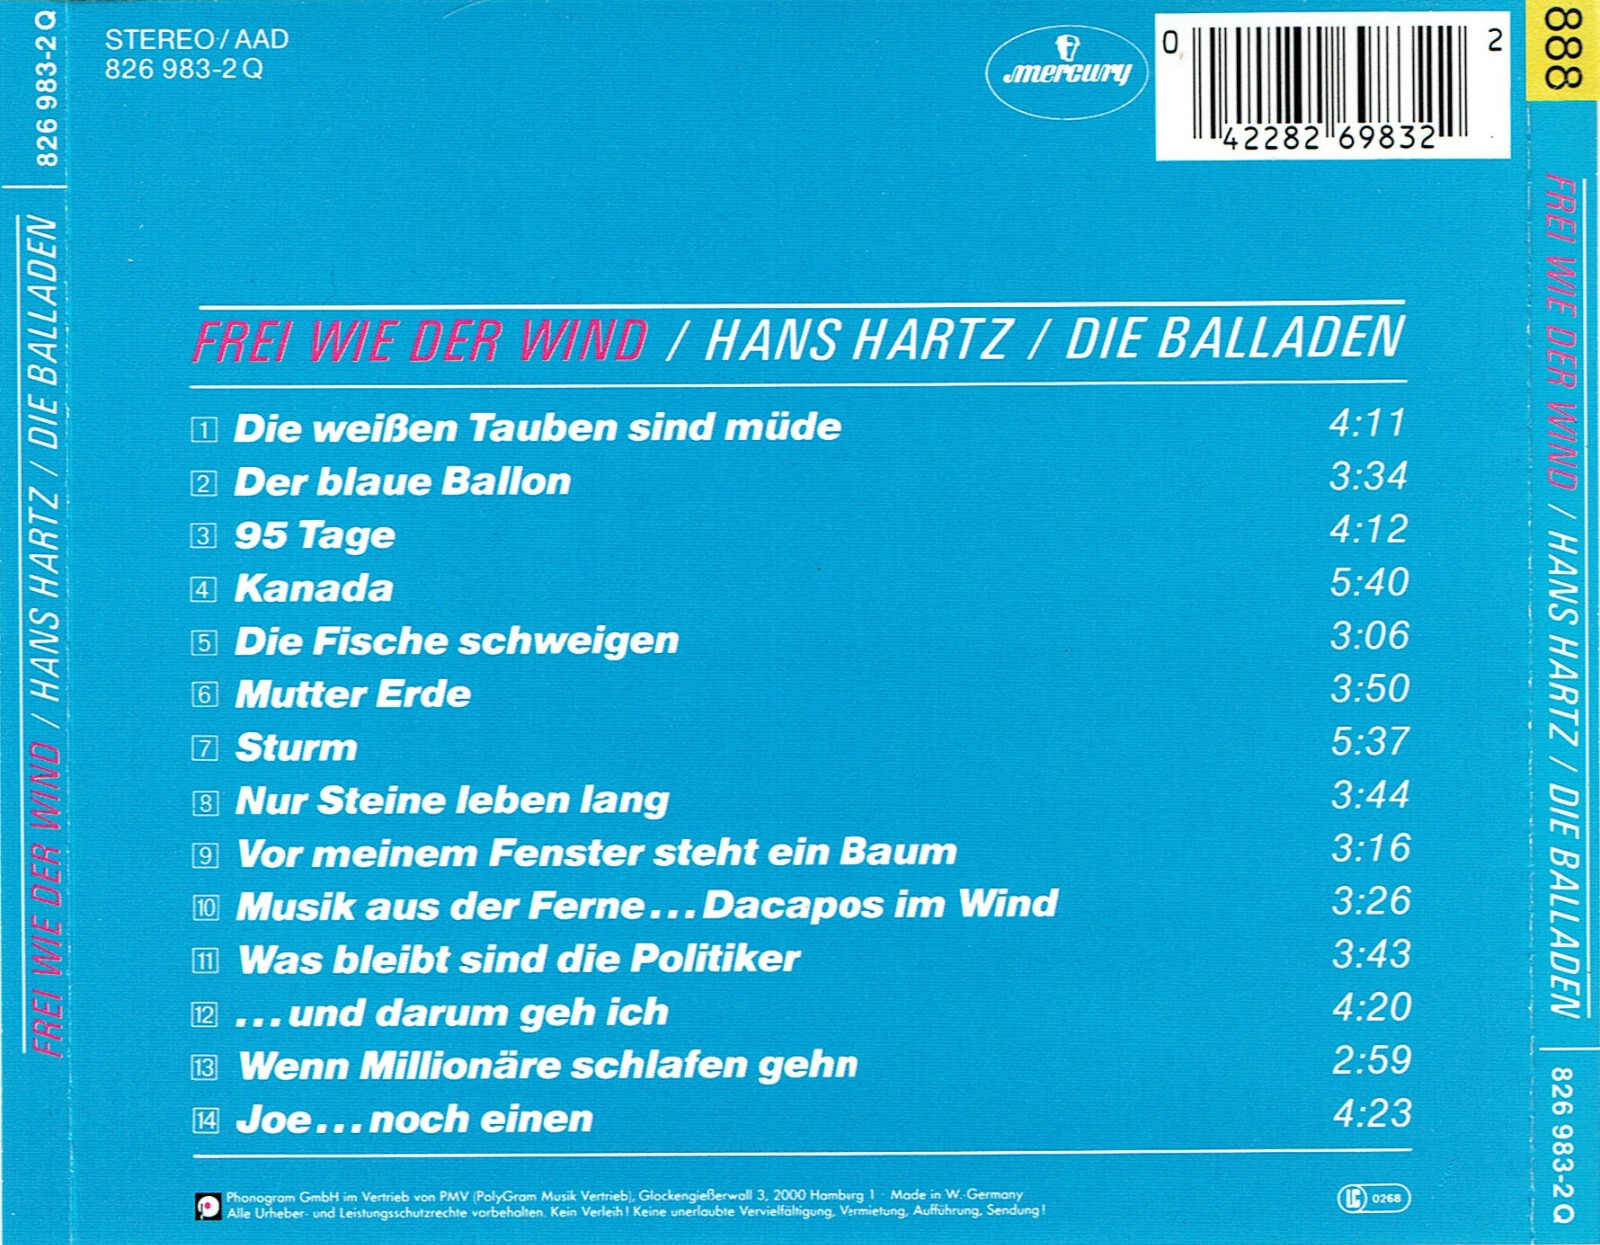 826 983-2 Q
FREI WIE DER WIND / HANS HARTZ / DIE BALLADEN
STEREO / AAD
826 983-2 Q
mercury
0 42282 69832 2
888
FREI WIE DER WIND / HANS HARTZ / DIE BALLADEN
1 Die weißen Tauben sind müde 4:11
2 Der blaue Ballon 3:34
3 95 Tage 4:12
4 Kanada 5:40
5 Die Fische schweigen 3:06
6 Mutter Erde 3:50
7 Sturm 5:37
8 Nur Steine leben lang 3:44
9 Vor meinem Fenster steht ein Baum 3:16
10 Musik aus der Ferne...Dacapos im Wind 3:26
11 Was bleibt sind die Politiker 3:43
12 ...und darum geh ich 4:20
13 Wenn Millionäre schlafen gehn 2:59
14 Joe...noch einen 4:23
Phonogram GmbH im Vertrieb von PMV (PolyGram Musik Vertrieb), Glockengießerwall 3, 2000 Hamburg 1 · Made in W.-Germany
Alle Urheber- und Leistungsschutzrechte vorbehalten. Kein Verleih! Keine unerlaubte Vervielfältigung, Vermietung, Aufführung, Sendung!
LC 0268
FREI WIE DER WIND / HANS HARTZ / DIE BALLADEN
826 983-2 Q